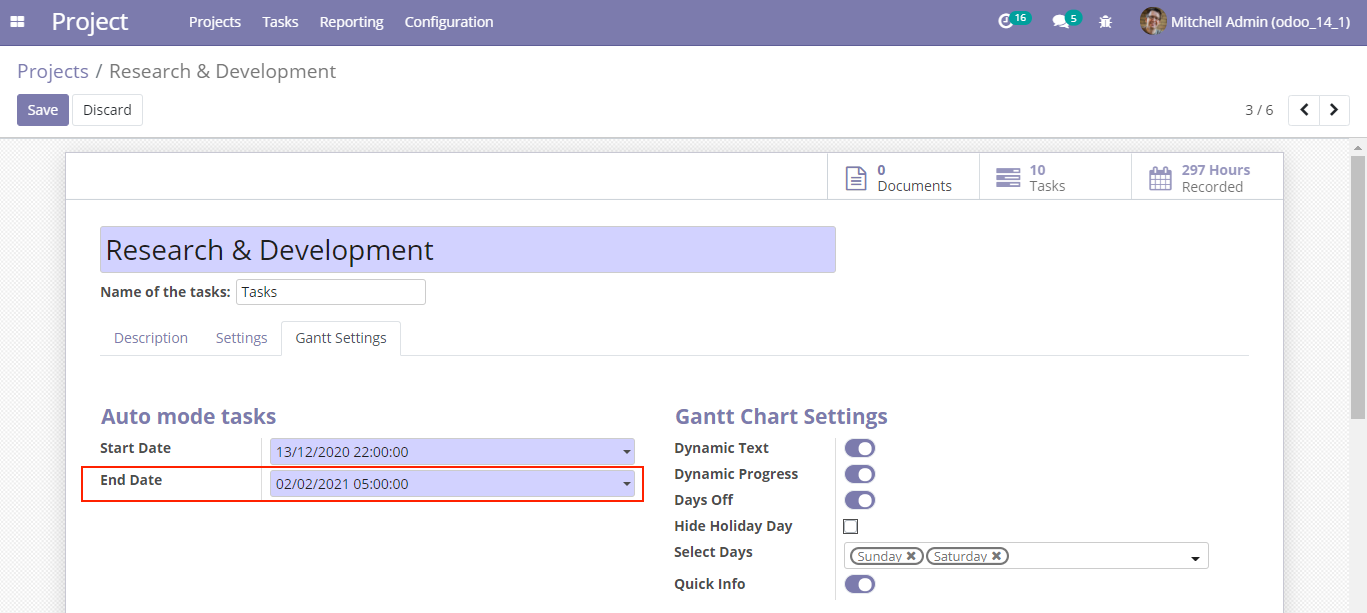 Project Projects Tasks Reporting Configuration 16 5 Mitchell Admin (odoo_14_1)
Projects / Research & Development
Save Discard 3 / 6
0 Documents
10 Tasks
297 Hours Recorded
Research & Development
Name of the tasks: Tasks
Description Settings Gantt Settings
Auto mode tasks
Start Date 13/12/2020 22:00:00
End Date 02/02/2021 05:00:00
Gantt Chart Settings
Dynamic Text
Dynamic Progress
Days Off
Hide Holiday Day
Select Days Sunday ✖ Saturday ✖
Quick Info